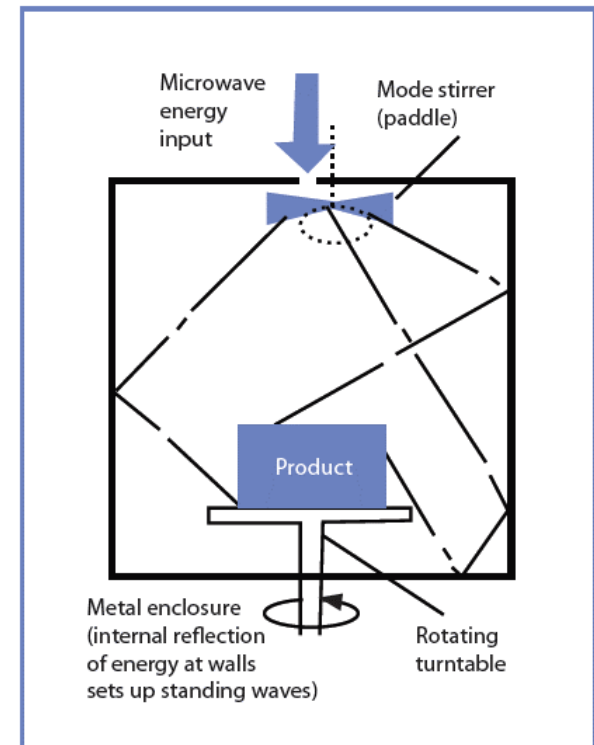 Microwave
energy
input
Mode stirrer
(paddle)
Product
Metal enclosure
(internal reflection
of energy at walls
sets up standing waves)
Rotating
turntable